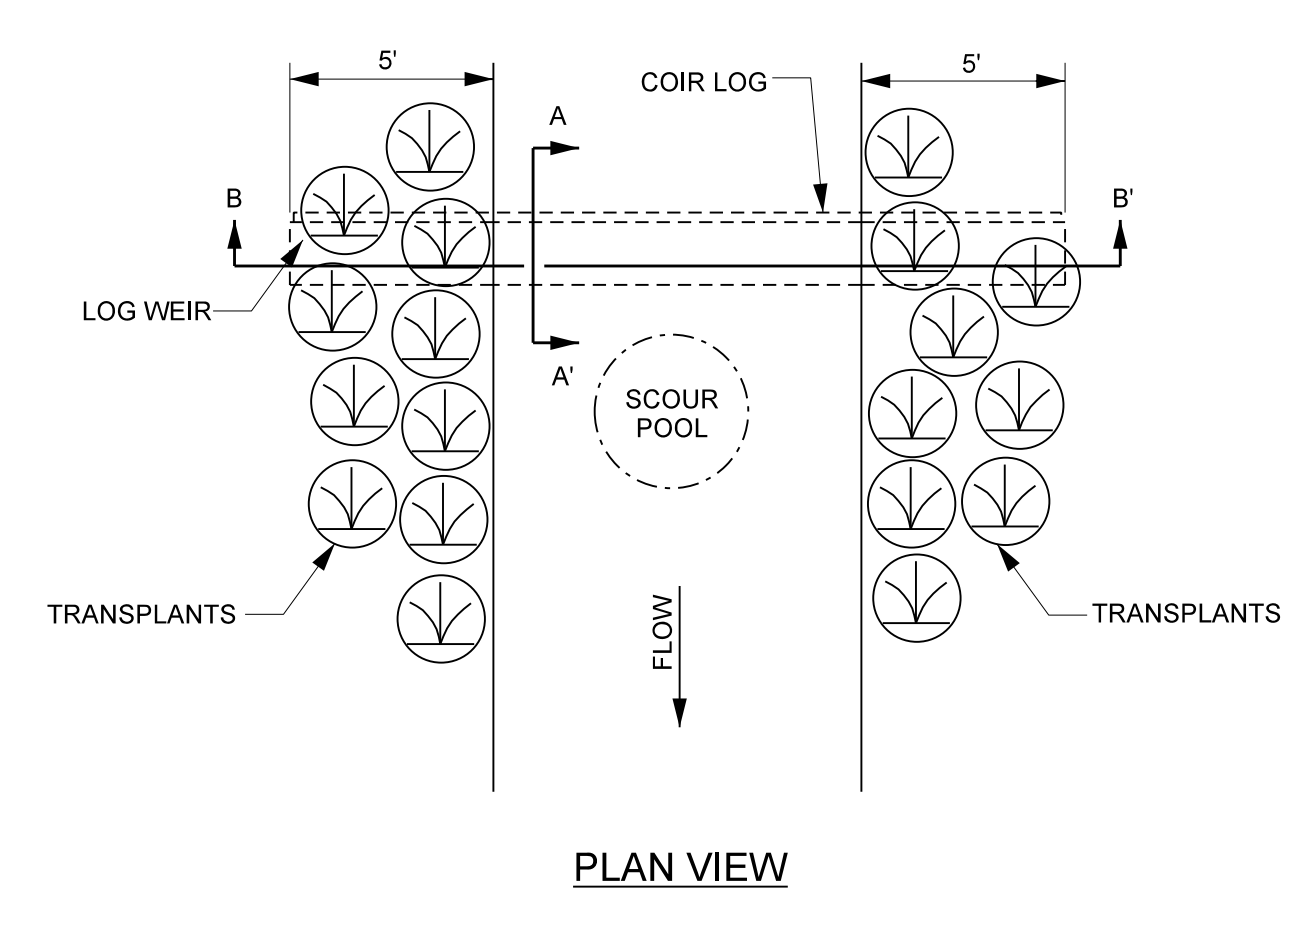 5'
5'
COIR LOG
A
B
B'
LOG WEIR
A'
SCOUR
POOL
FLOW
TRANSPLANTS
TRANSPLANTS
PLAN VIEW